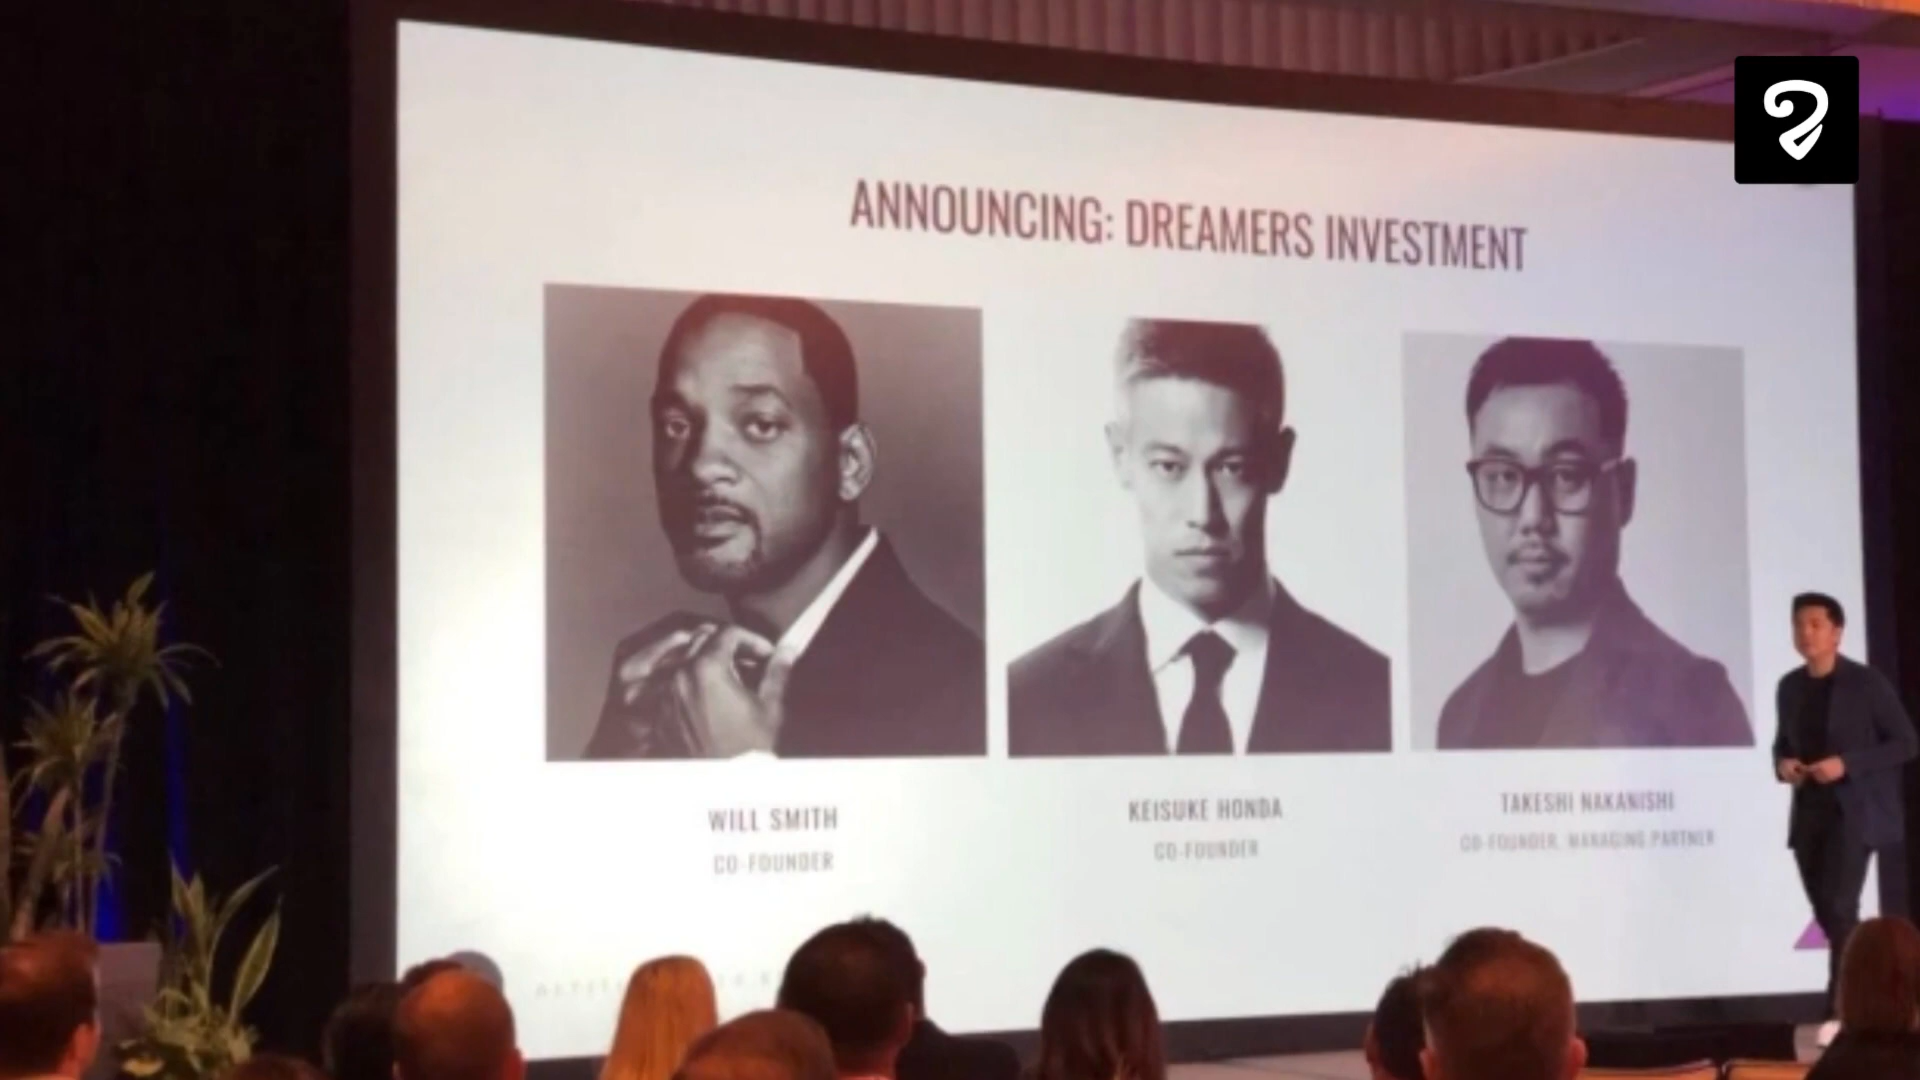 ANNOUNCING: DREAMERS INVESTMENT
WILL SMITH
CO-FOUNDER
KEISUKE HONDA
CO-FOUNDER
TAKESHI NAKANISHI
CO-FOUNDER, MANAGING PARTNER